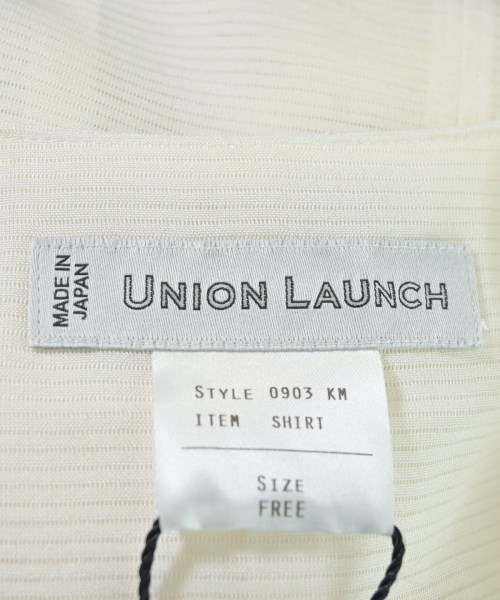 MADE IN
JAPAN
UNION LAUNCH
STYLE 0903 KM
ITEM SHIRT
SIZE
FREE